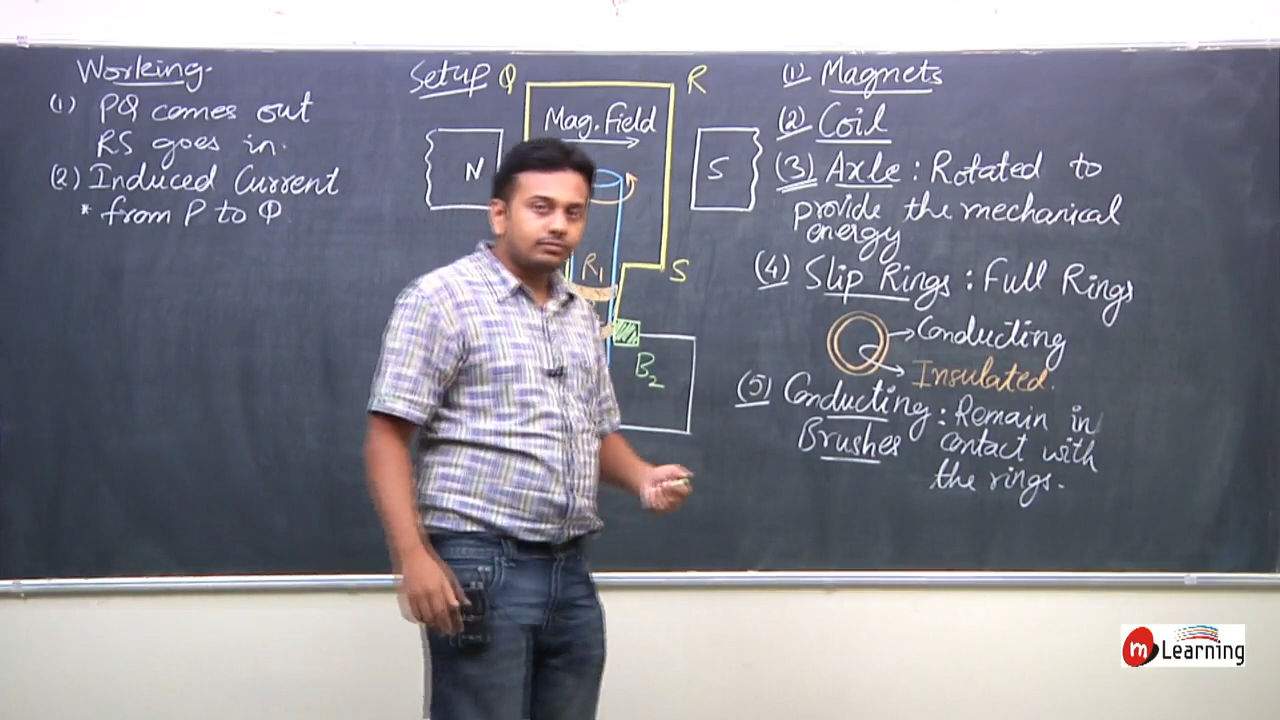 Working.
(1) PQ comes out
RS goes in.
(2) Induced Current
* from P to Q
Setup
Q
R
Mag. Field
N
S
R1
S
B2
(1) Magnets
(2) Coil
(3) Axle : Rotated to
provide the mechanical
energy
(4) Slip Rings : Full Rings
Conducting
Insulated.
(5) Conducting : Remain in
Brushes contact with
the rings.
m Learning